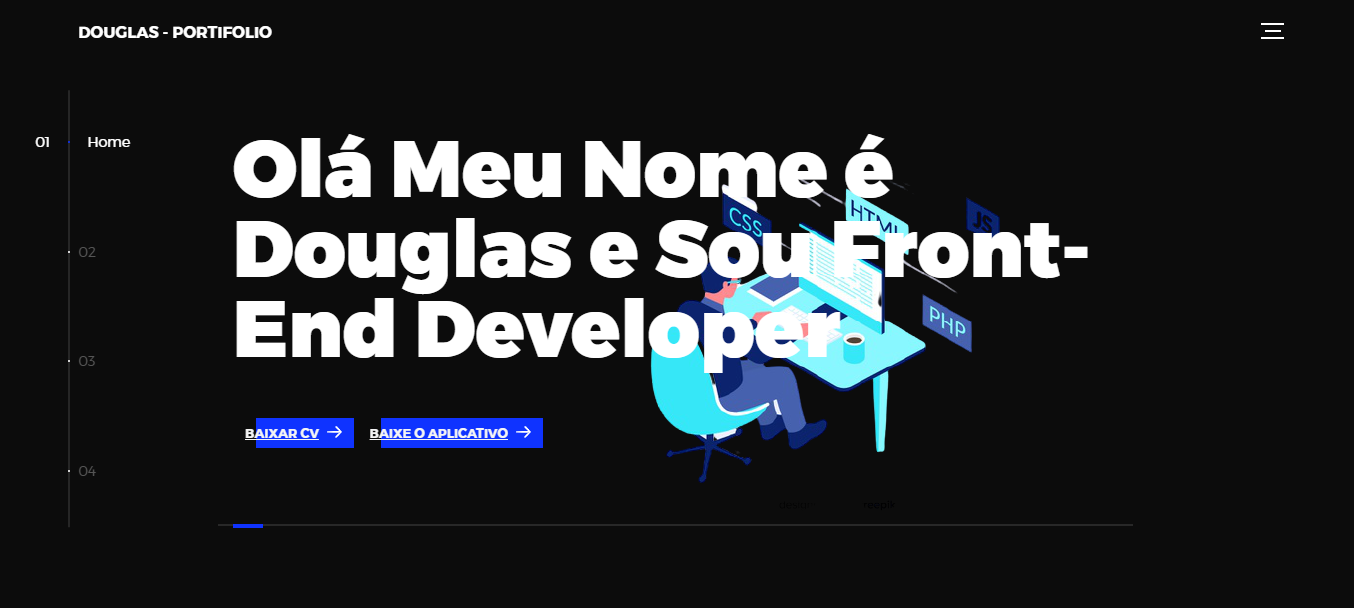 DOUGLAS - PORTIFOLIO
01 Home
Olá Meu Nome é
Douglas e Sou Front-
End Developer
CSS
HTML
JS
PHP
02
03
BAIXAR CV
BAIXE O APLICATIVO
04